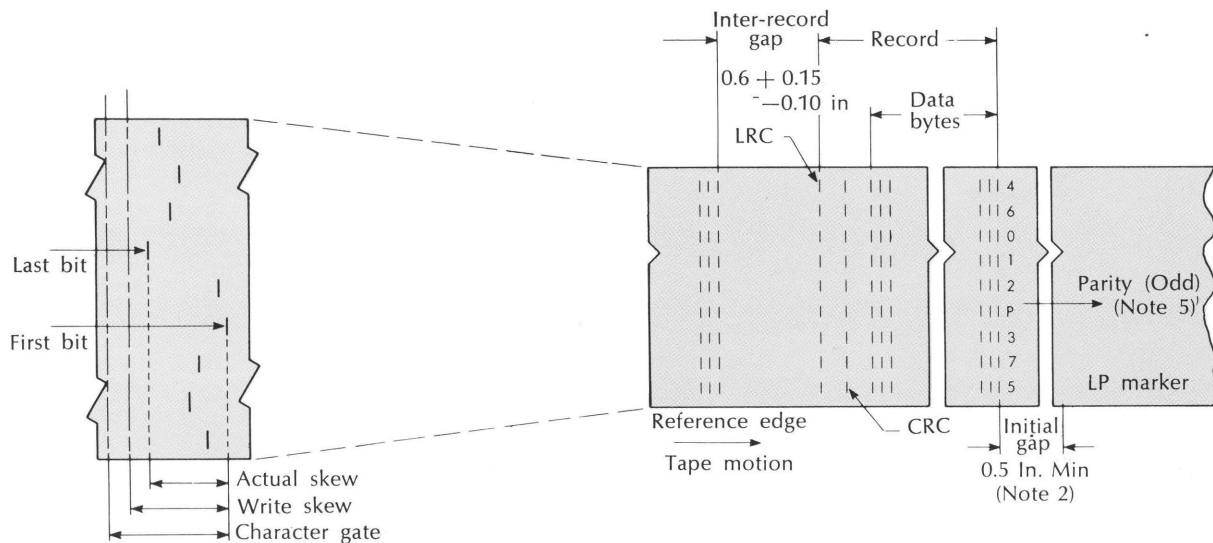 Inter-record
gap
Record
0.6 + 0.15
−0.10 in
Data
bytes
LRC
4
6
0
1
2
P
3
7
5
Parity (Odd)
(Note 5)
LP marker
Last bit
First bit
Reference edge
Tape motion
CRC
Initial
gap
0.5 In. Min
(Note 2)
Actual skew
Write skew
Character gate